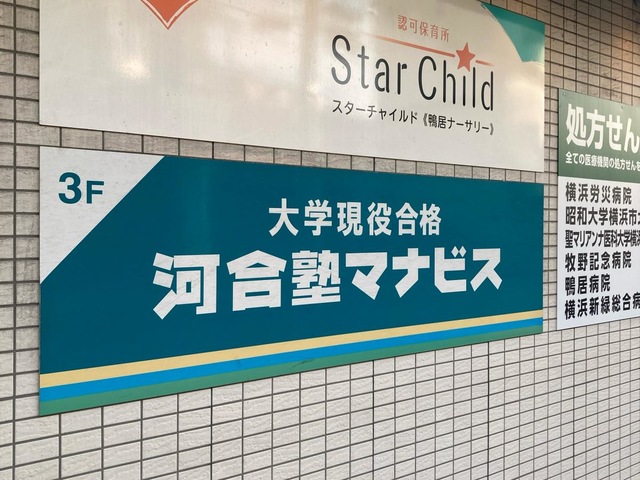 認可保育所
Star Child
スターチャイルド《鴨居ナーサリー》
3F
大学現役合格
河合塾マナビス
処方せん
全ての医療機関の処方せんを
横浜労災病院
昭和大学横浜市
聖マリアンナ医科大学横浜
牧野記念病院
鴨居病院
横浜新緑総合病